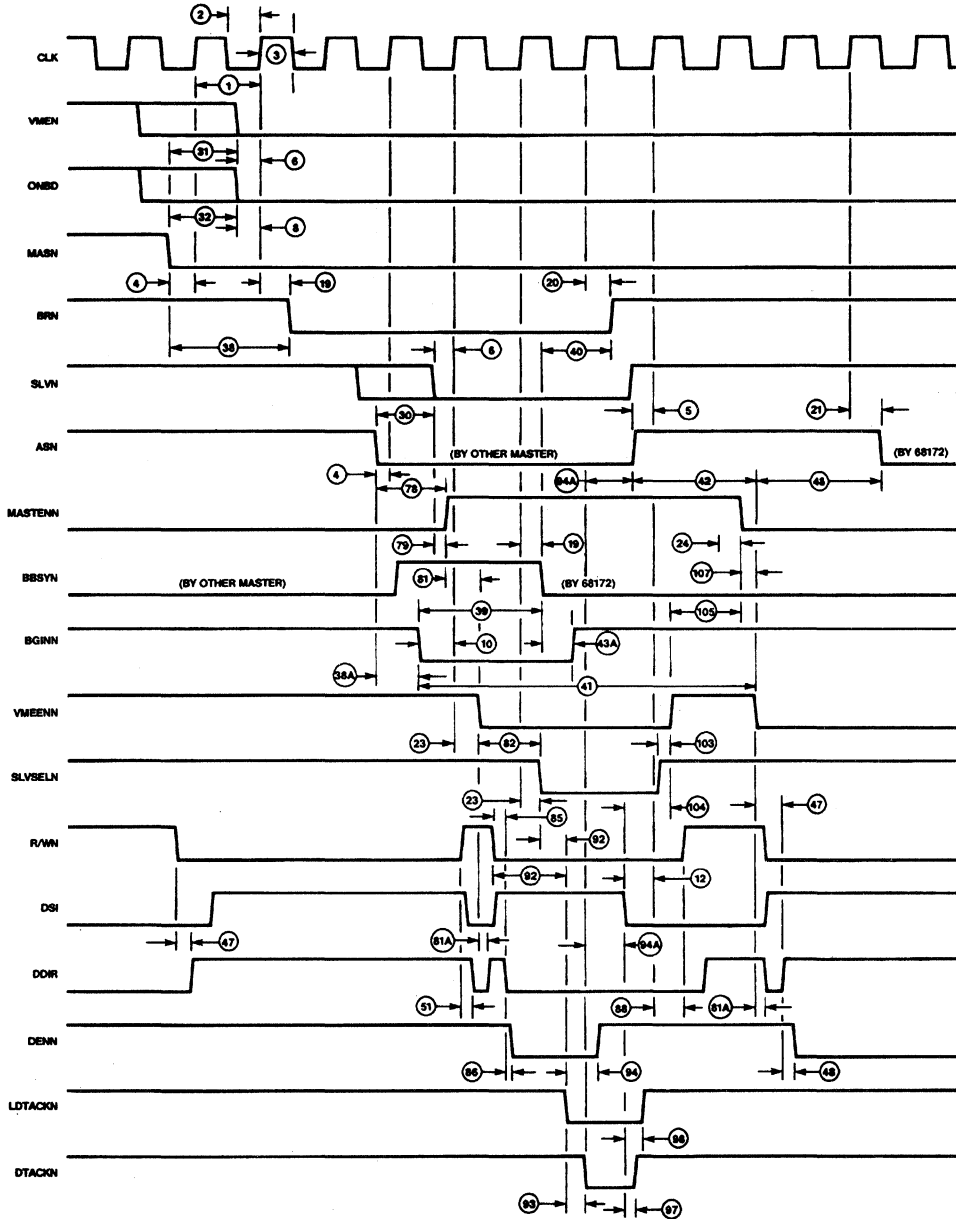 2
CLK
3
1
VMEN
31
6
ONBD
32
8
MASN
4
19
20
BRN
38
6
40
SLVN
30
5
21
ASN
(BY OTHER MASTER)
(BY 68172)
4
78
94A
42
45
MASTENN
79
19
24
107
BBSYN
(BY OTHER MASTER)
81
(BY 68172)
39
105
BGINN
10
43A
38A
41
VMEENN
23
82
103
SLVSELN
23
85
104
47
R/WN
92
92
12
DSI
47
81A
94A
DDIR
51
88
81A
DENN
86
94
48
LDTACKN
96
DTACKN
93
97